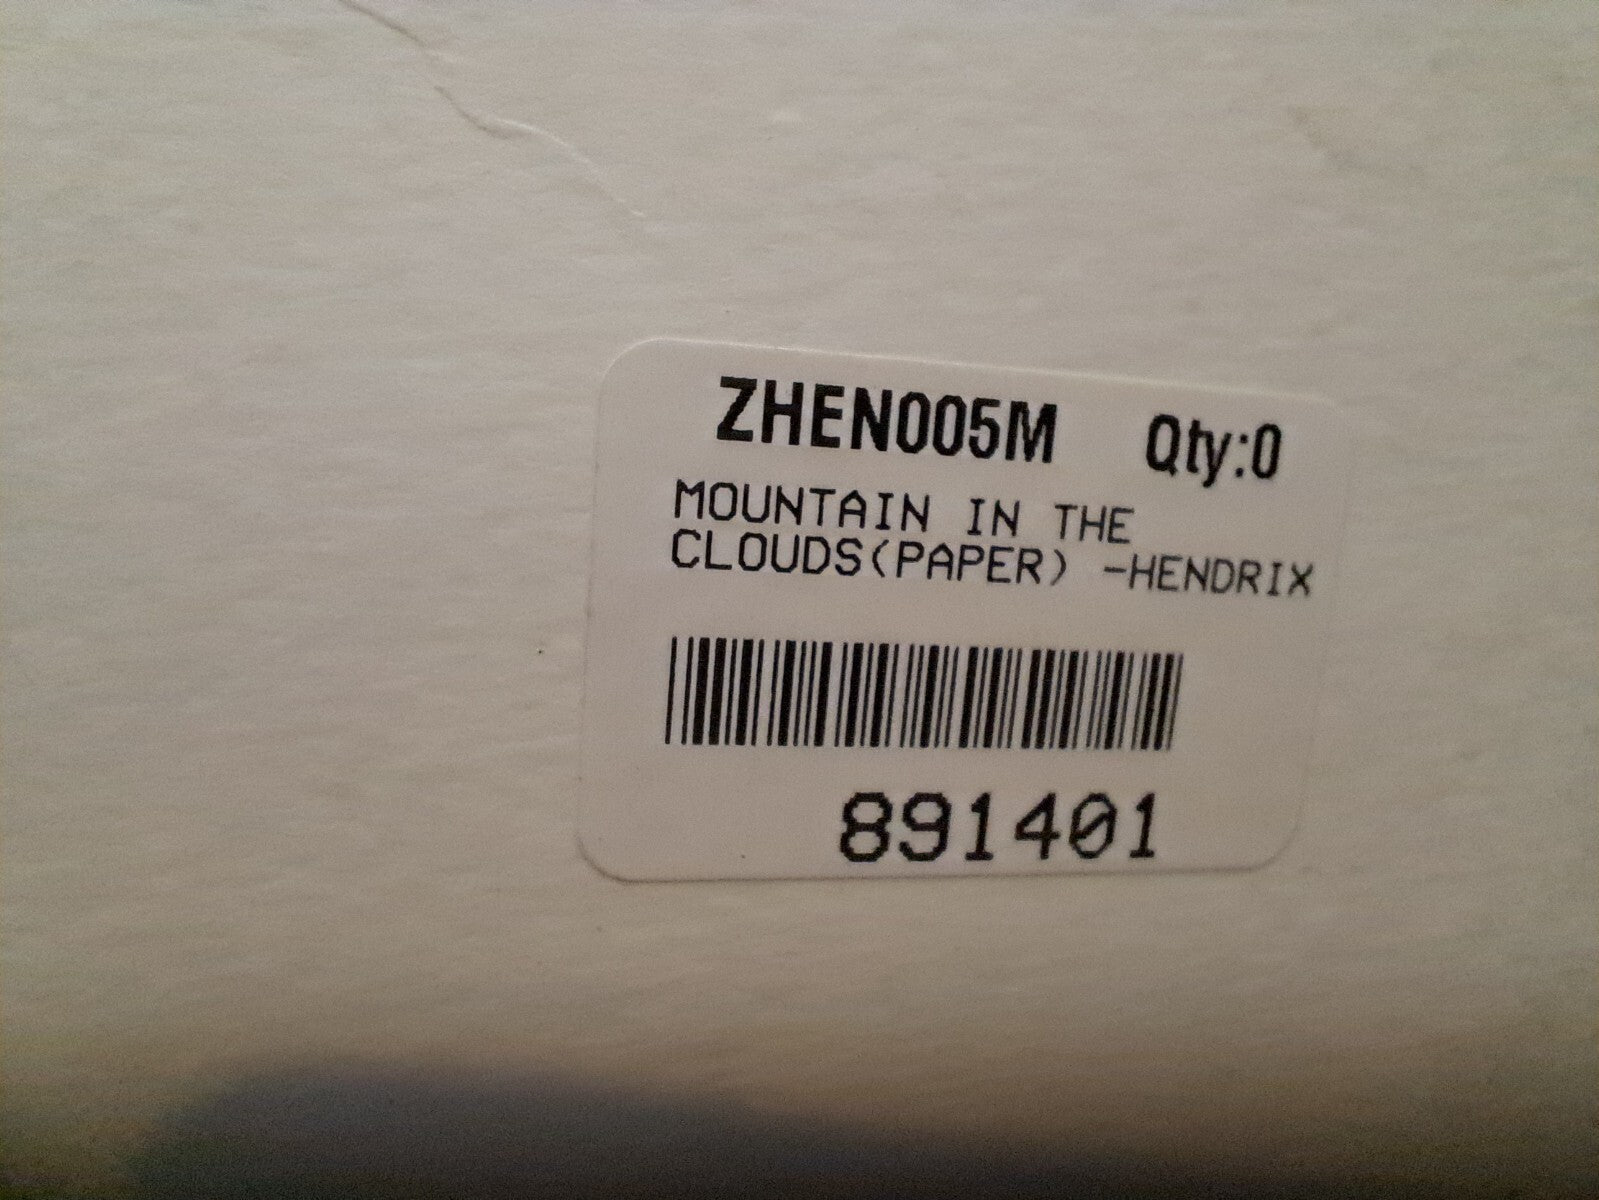 ZHEN005M Qty:0
MOUNTAIN IN THE
CLOUDS(PAPER) -HENDRIX
891401